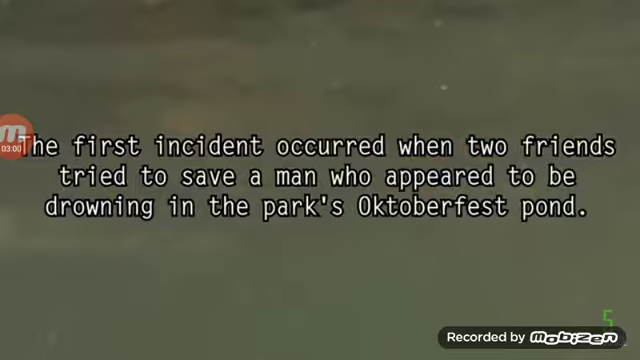 The first incident occurred when two friends
tried to save a man who appeared to be
drowning in the park's Oktoberfest pond.
03:00
5
Recorded by mobizen